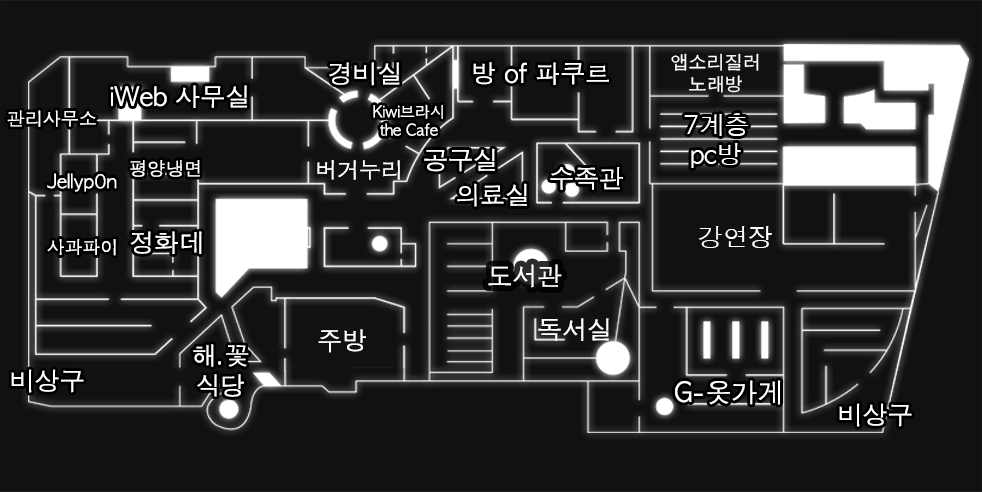 경비실
방 of 파쿠르
앱소리질러
노래방
iWeb 사무실
관리사무소
Kiwi브라시
the Cafe
7계층
pc방
평양냉면
버거누리
공구실
의료실
수족관
Jellyp0n
사과파이
정화데
강연장
도서관
독서실
주방
해.꽃
식당
비상구
G-옷가게
비상구